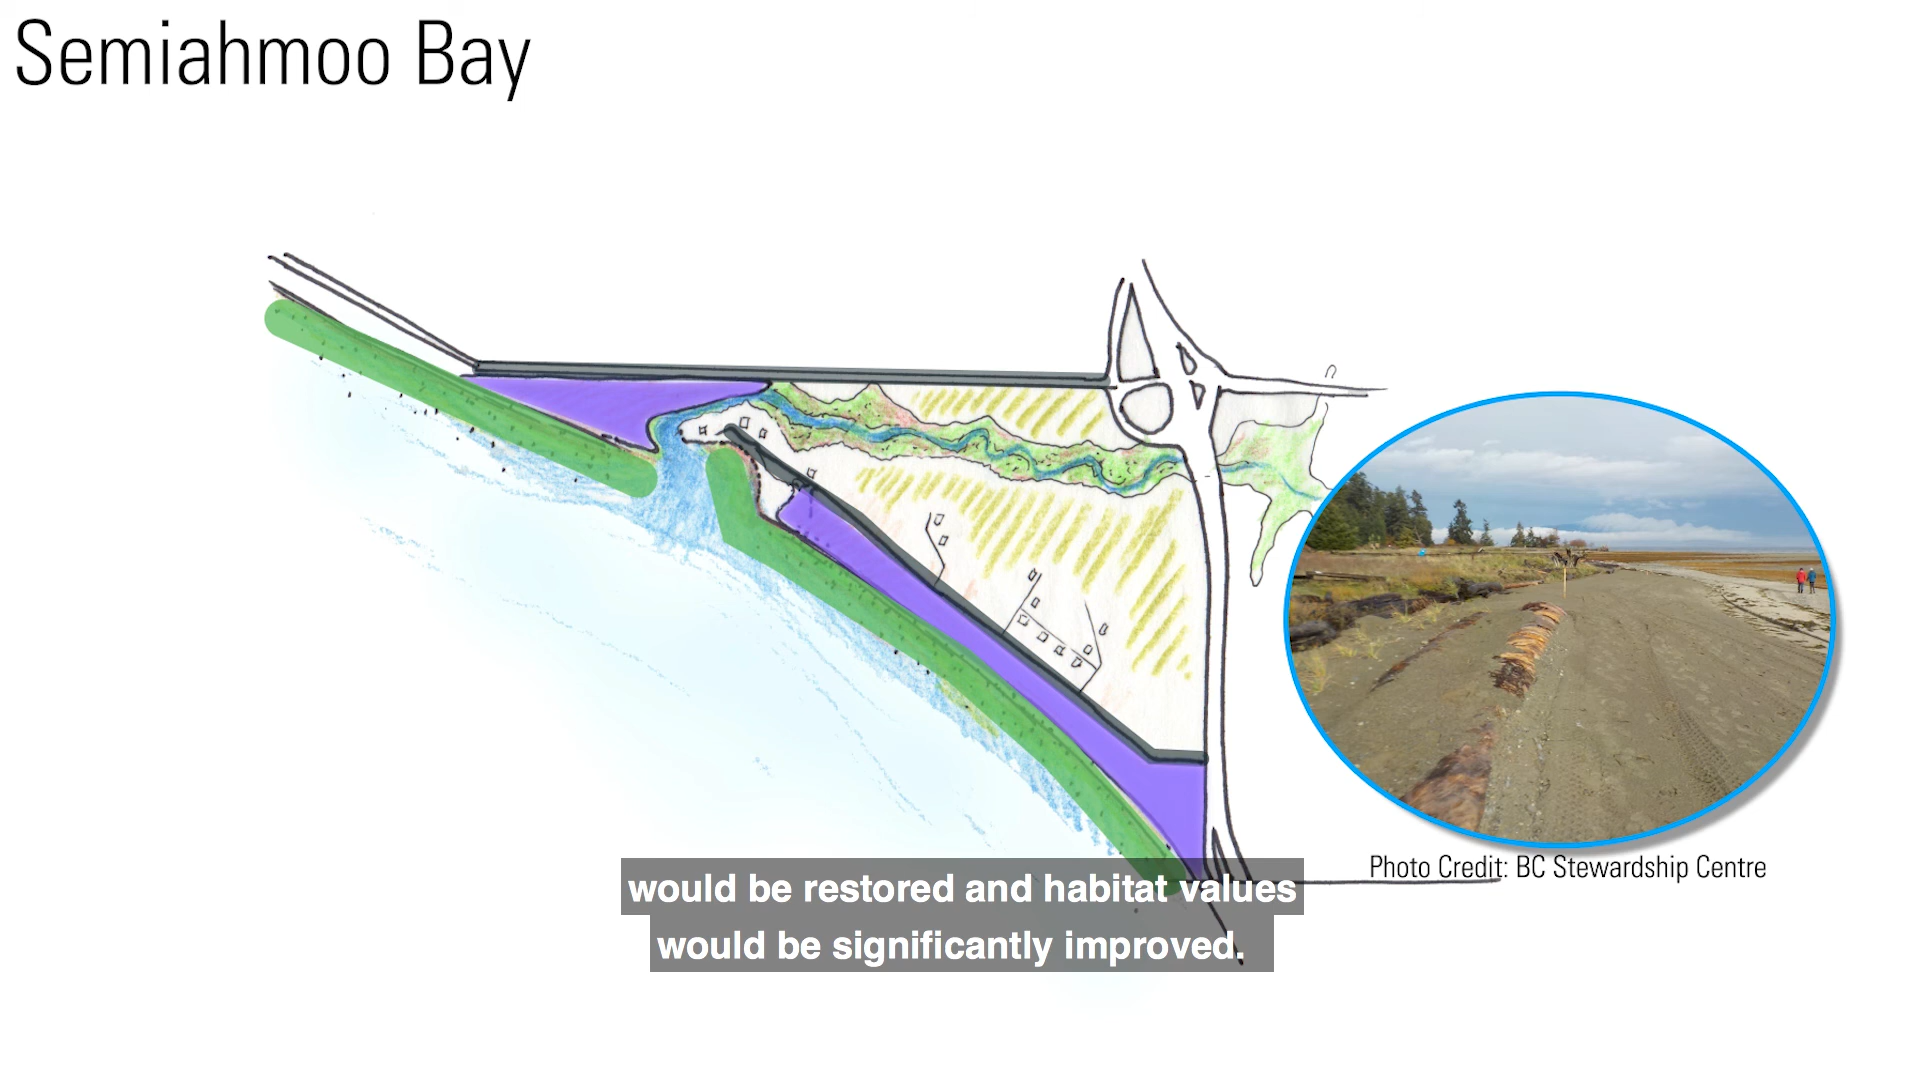 Semiahmoo Bay
Photo Credit: BC Stewardship Centre
would be restored and habitat values
would be significantly improved.